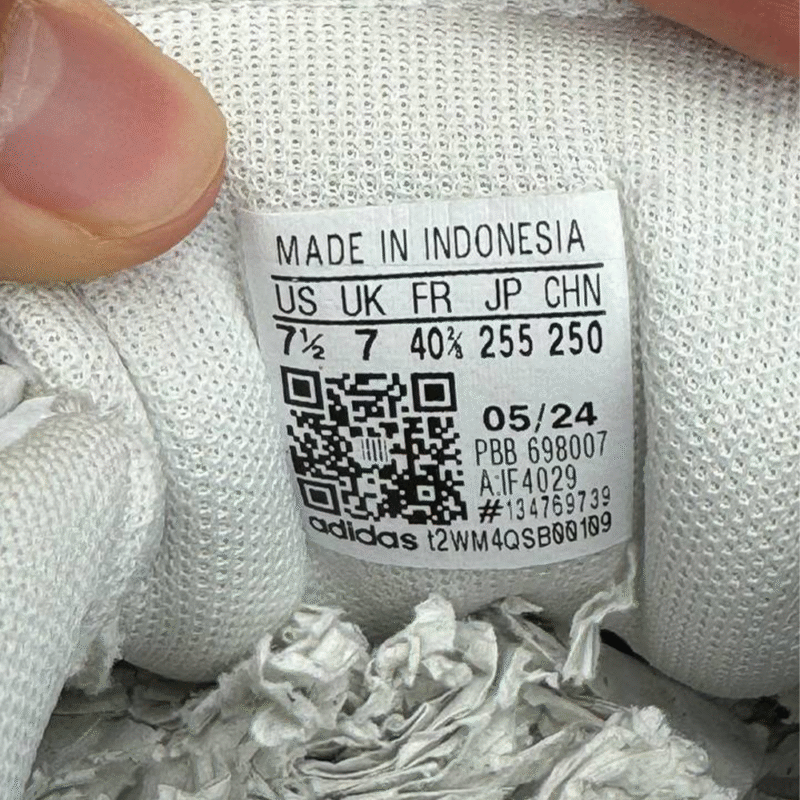 MADE IN INDONESIA
US UK FR JP CHN
7½ 7 40⅔ 255 250
05/24
PBB 698007
A:IF4029
#134769739
adidas t2WM4QSB00109